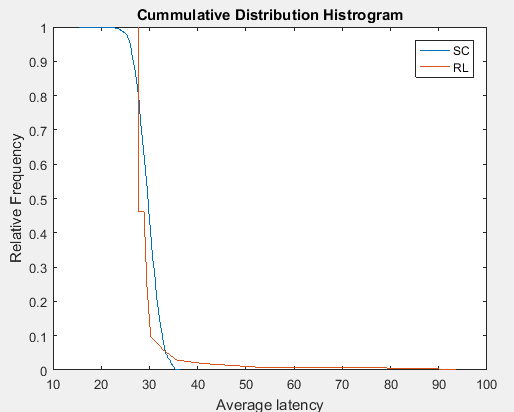 Cummulative Distribution Histrogram
SC
RL
Relative Frequency
1
0.9
0.8
0.7
0.6
0.5
0.4
0.3
0.2
0.1
0
10 20 30 40 50 60 70 80 90 100
Average latency